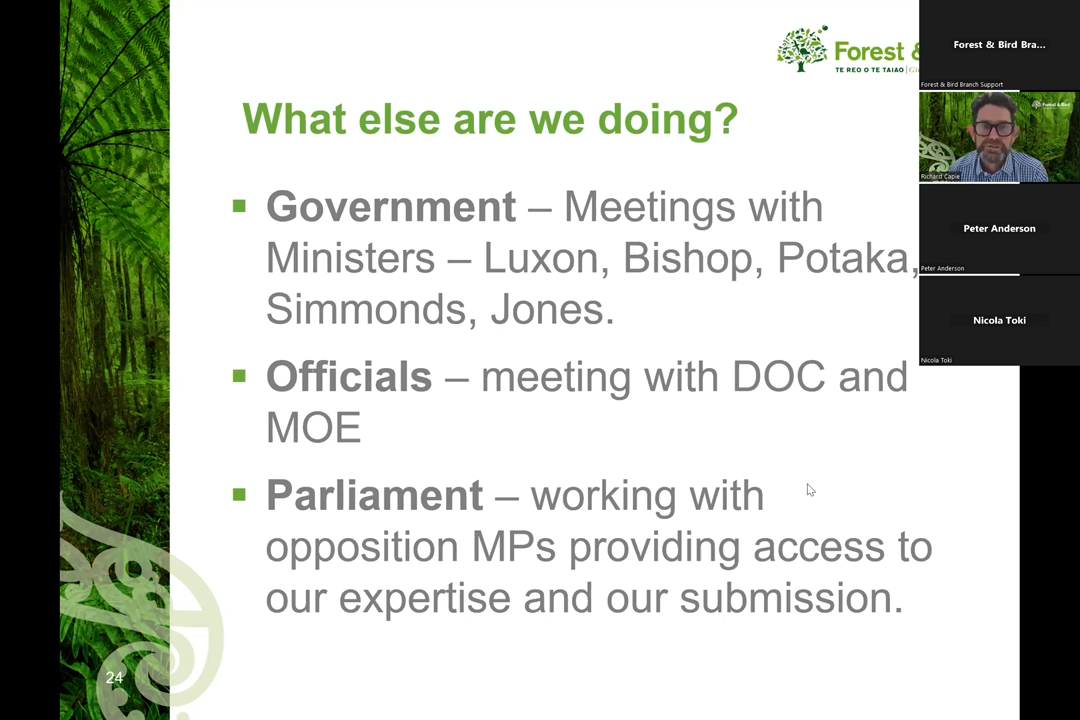 Forest &
TE REO O TE TAIAO
What else are we doing?
Government – Meetings with
Ministers – Luxon, Bishop, Potaka,
Simmonds, Jones.
Officials – meeting with DOC and
MOE
Parliament – working with
opposition MPs providing access to
our expertise and our submission.
24
Forest & Bird Bra...
Forest & Bird Branch Support
Forest & Bird
Richard Capie
Peter Anderson
Peter Anderson
Nicola Toki
Nicola Toki